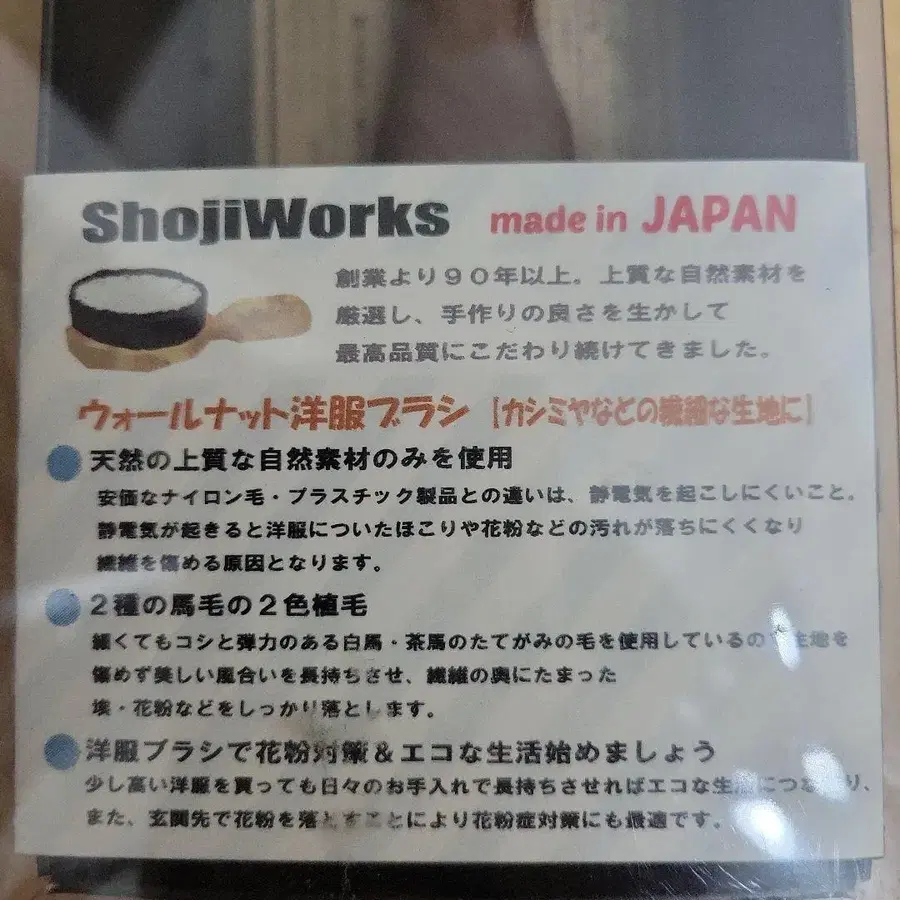 ShojiWorks made in JAPAN
創業より９０年以上。上質な自然素材を
厳選し、手作りの良さを生かして
最高品質にこだわり続けてきました。
ウォールナット洋服ブラシ【カシミヤなどの繊細な生地に】
天然の上質な自然素材のみを使用
安価なナイロン毛・プラスチック製品との違いは、静電気を起こしにくいこと。
静電気が起きると洋服についたほこりや花粉などの汚れが落ちにくくなり
繊維を傷める原因となります。
２種の馬毛の２色植毛
細くてもコシと弾力のある白馬・茶馬のたてがみの毛を使用しているの 生地を
傷めず美しい風合いを長持ちさせ、繊維の奥にたまった
埃・花粉などをしっかり落とします。
洋服ブラシで花粉対策＆エコな生活始めましょう
少し高い洋服を買っても日々のお手入れで長持ちさせればエコな生活につながり、
また、玄関先で花粉を落とすことにより花粉症対策にも最適です。